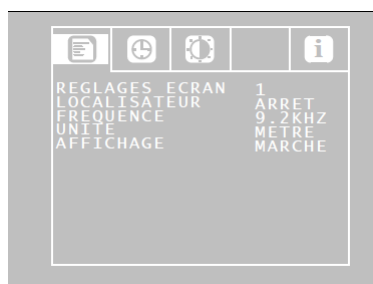 REGLAGES ECRAN 1
LOCALISATEUR ARRET
FREQUENCE 9.2KHZ
UNITE METRE
AFFICHAGE MARCHE